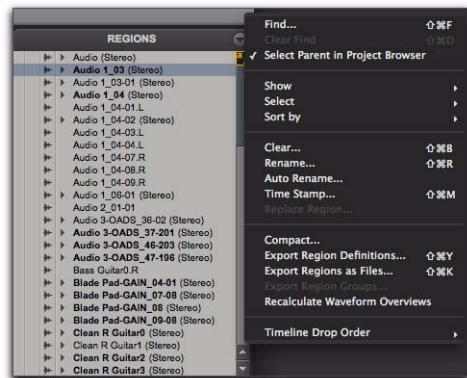 REGIONS
Audio (Stereo)
Audio 1_03 (Stereo)
Audio 1_03-01 (Stereo)
Audio 1_04 (Stereo)
Audio 1_04-01.L
Audio 1_04-02 (Stereo)
Audio 1_04-03.L
Audio 1_04-04.L
Audio 1_04-07.R
Audio 1_04-08.R
Audio 1_04-09.R
Audio 1_06-01 (Stereo)
Audio 2_01-01
Audio 3-OADS_36-02 (Stereo)
Audio 3-OADS_37-201 (Stereo)
Audio 3-OADS_46-203 (Stereo)
Audio 3-OADS_47-196 (Stereo)
Bass Guitar0.R
Blade Pad-GAIN_04-01 (Stereo)
Blade Pad-GAIN_07-08 (Stereo)
Blade Pad-GAIN_08 (Stereo)
Blade Pad-GAIN_09-08 (Stereo)
Clean R Guitar0 (Stereo)
Clean R Guitar1 (Stereo)
Clean R Guitar2 (Stereo)
Clean R Guitar3 (Stereo)
Find... ⇧⌘F
Clear Find ⇧⌘D
✓ Select Parent in Project Browser
Show
Select
Sort by
Clear... ⇧⌘B
Rename... ⇧⌘R
Auto Rename...
Time Stamp... ⇧⌘M
Replace Region...
Compact...
Export Region Definitions... ⇧⌘Y
Export Regions as Files... ⇧⌘K
Export Region Groups...
Recalculate Waveform Overviews
Timeline Drop Order